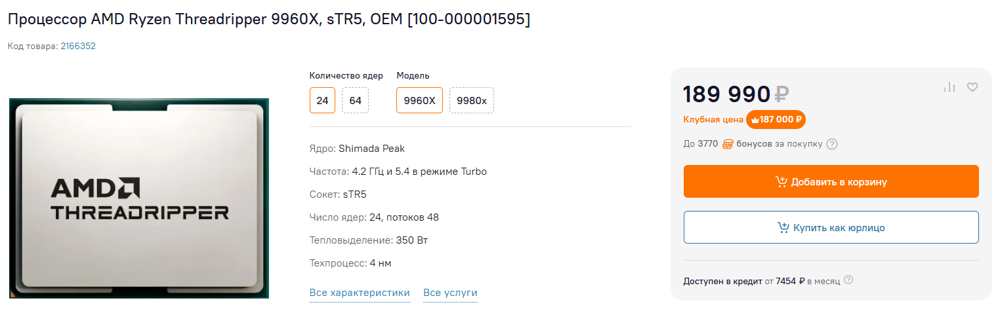 Процессор AMD Ryzen Threadripper 9960X, sTR5, OEM [100-000001595]
Код товара: 2166352
AMD
THREADRIPPER
Количество ядер
Модель
24
64
9960X
9980x
Ядро: Shimada Peak
Частота: 4.2 ГГц и 5.4 в режиме Turbo
Сокет: sTR5
Число ядер: 24, потоков 48
Тепловыделение: 350 Вт
Техпроцесс: 4 нм
Все характеристики
Все услуги
189 990 ₽
Клубная цена 187 000 ₽
До 3770 бонусов за покупку ?
Добавить в корзину
Купить как юрлицо
Доступен в кредит от 7454 ₽ в месяц ?